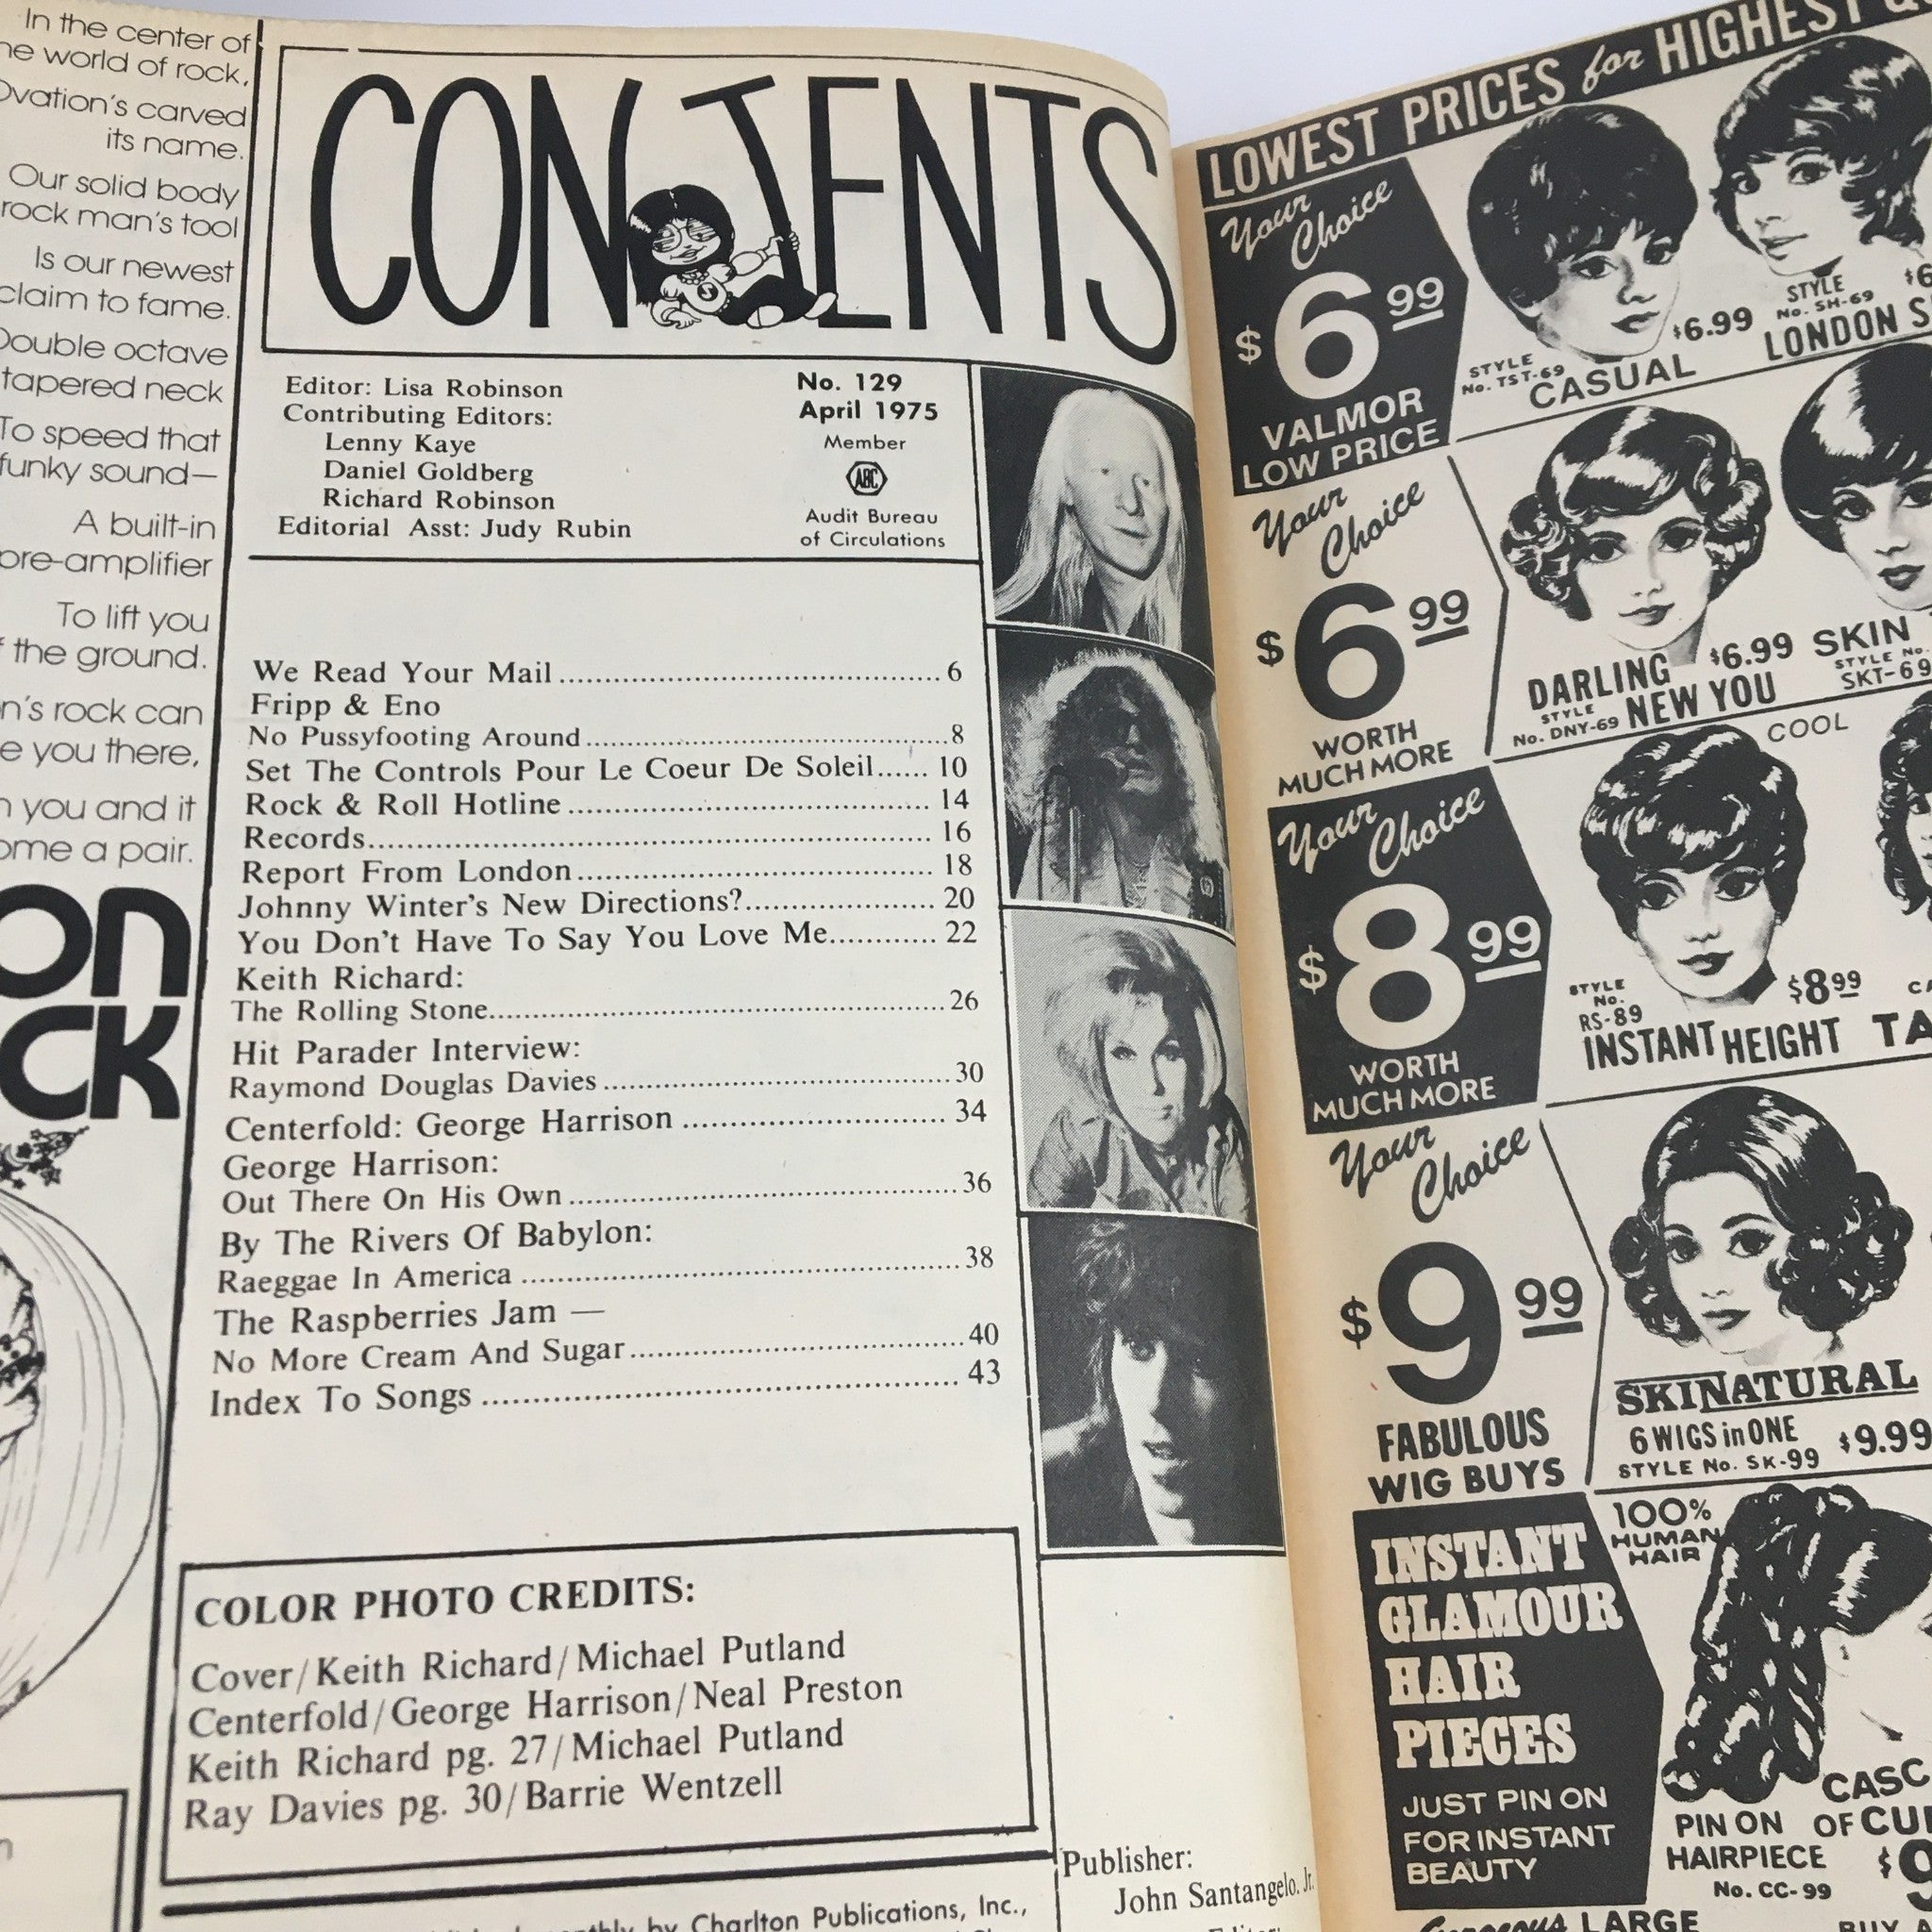 In the center of
the world of rock,
Ovation's carved
its name.
Our solid body
rock man's tool
Is our newest
claim to fame.
Double octave
tapered neck
To speed that
funky sound—
A built-in
pre-amplifier
To lift you
the ground.
rock can
you there,
you and it
a pair.
CONTENTS
Editor: Lisa Robinson
Contributing Editors:
Lenny Kaye
Daniel Goldberg
Richard Robinson
Editorial Asst: Judy Rubin
No. 129
April 1975
Member
ABC
Audit Bureau
of Circulations
We Read Your Mail 6
Fripp & Eno
No Pussyfooting Around 8
Set The Controls Pour Le Coeur De Soleil 10
Rock & Roll Hotline 14
Records 16
Report From London 18
Johnny Winter's New Directions? 20
You Don't Have To Say You Love Me 22
Keith Richard:
The Rolling Stone 26
Hit Parader Interview:
Raymond Douglas Davies 30
Centerfold: George Harrison 34
George Harrison:
Out There On His Own 36
By The Rivers Of Babylon:
Raeggae In America 38
The Raspberries Jam —
No More Cream And Sugar 40
Index To Songs 43
COLOR PHOTO CREDITS:
Cover/Keith Richard/Michael Putland
Centerfold/George Harrison/Neal Preston
Keith Richard pg. 27/Michael Putland
Ray Davies pg. 30/Barrie Wentzell
by Charlton Publications, Inc.,
Publisher:
John Santangelo, Jr.
LOWEST PRICES for HIGHEST
Your
Choice
$6.99
VALMOR
LOW PRICE
STYLE
No. TST-69
$6.99
CASUAL
STYLE
No. SH-69
LONDON
Your
Choice
$6.99
WORTH
MUCH MORE
DARLING
$6.99
STYLE
No. DNY-69
NEW YOU
SKIN
STYLE No.
SKT-69
Your
Choice
$8.99
WORTH
MUCH MORE
COOL
STYLE
No.
RS-89
$8.99
INSTANT HEIGHT
Your
Choice
$9.99
FABULOUS
WIG BUYS
SKINATURAL
6 WIGS in ONE
$9.99
STYLE No. SK-99
INSTANT
GLAMOUR
HAIR
PIECES
JUST PIN ON
FOR INSTANT
BEAUTY
100%
HUMAN
HAIR
PIN ON
HAIRPIECE
No. CC-99
OF
LARGE
BUY